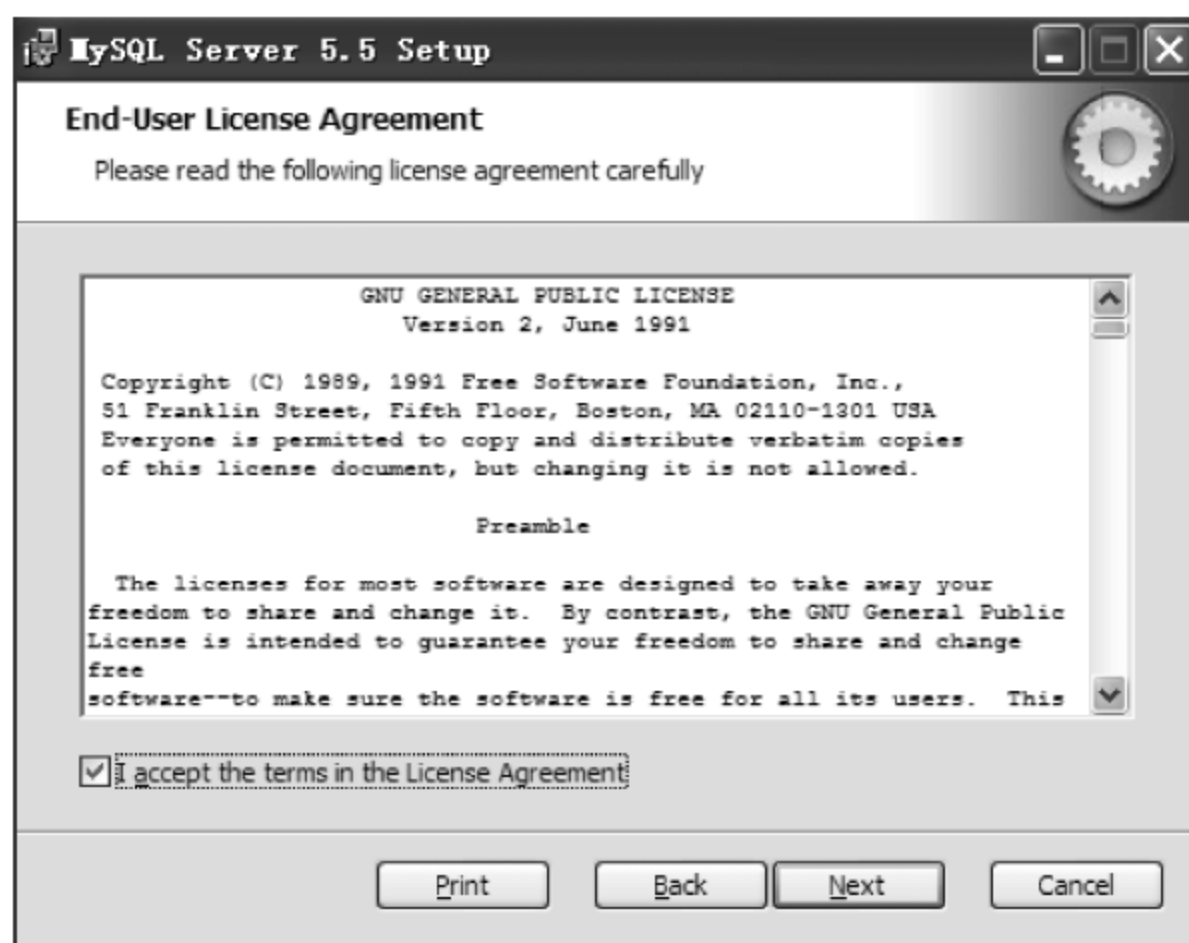 MySQL Server 5.5 Setup
End-User License Agreement
Please read the following license agreement carefully
GNU GENERAL PUBLIC LICENSE
Version 2, June 1991
Copyright (C) 1989, 1991 Free Software Foundation, Inc.,
51 Franklin Street, Fifth Floor, Boston, MA 02110-1301 USA
Everyone is permitted to copy and distribute verbatim copies
of this license document, but changing it is not allowed.
Preamble
The licenses for most software are designed to take away your
freedom to share and change it.  By contrast, the GNU General Public
License is intended to guarantee your freedom to share and change
free
software--to make sure the software is free for all its users.  This
I accept the terms in the License Agreement
Print Back Next Cancel